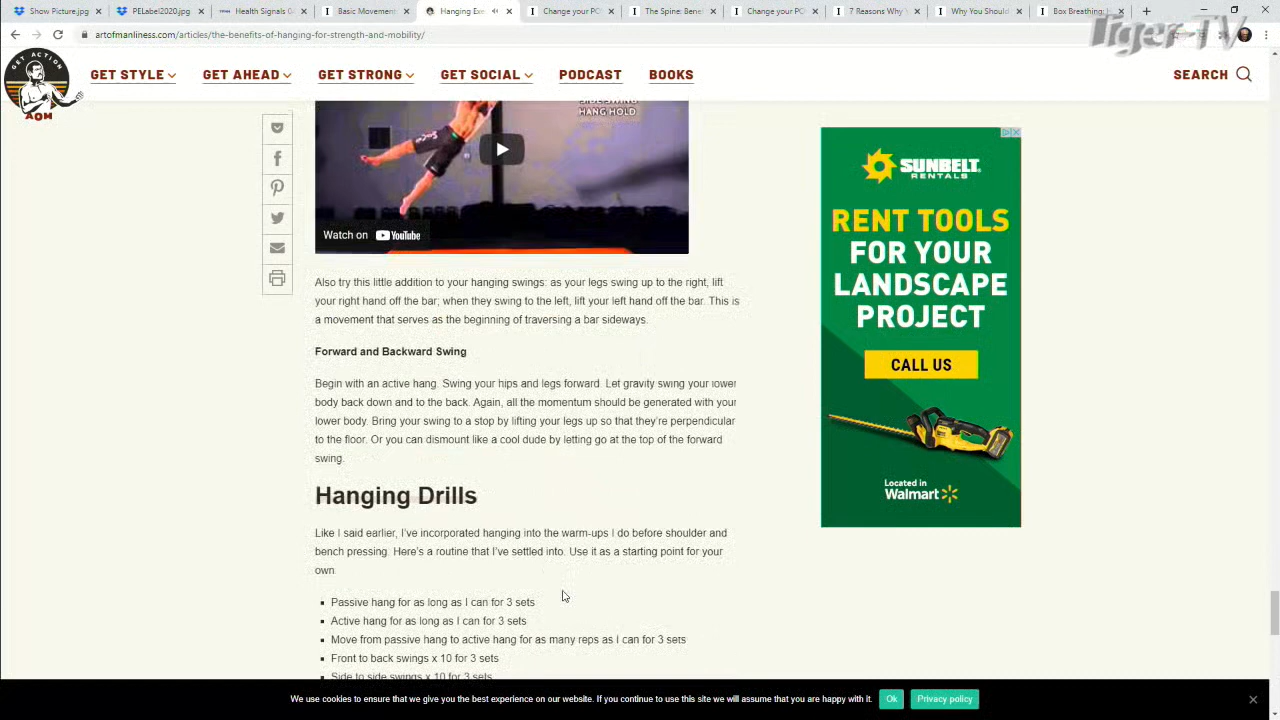 Show Picture.jpg
PELabel2020.jpg
Health Signals
Basic Movement
Hanging Drills
Change your PC
The Spine: Benef
Change your PC
7 Reasons Why
Why You Should
Box Breathing:
Tiger TV
artofmanliness.com/articles/the-benefits-of-hanging-for-strength-and-mobility/
GET ACTION
AOM
GET STYLE
GET AHEAD
GET STRONG
GET SOCIAL
PODCAST
BOOKS
SEARCH
SIDE SWING
HANG HOLD
Watch on YouTube
Also try this little addition to your hanging swings: as your legs swing up to the right, lift
your right hand off the bar; when they swing to the left, lift your left hand off the bar. This is
a movement that serves as the beginning of traversing a bar sideways.
Forward and Backward Swing
Begin with an active hang. Swing your hips and legs forward. Let gravity swing your lower
body back down and to the back. Again, all the momentum should be generated with your
lower body. Bring your swing to a stop by lifting your legs up so that they're perpendicular
to the floor. Or you can dismount like a cool dude by letting go at the top of the forward
swing.
Hanging Drills
Like I said earlier, I've incorporated hanging into the warm-ups I do before shoulder and
bench pressing. Here's a routine that I've settled into. Use it as a starting point for your
own.
Passive hang for as long as I can for 3 sets
Active hang for as long as I can for 3 sets
Move from passive hang to active hang for as many reps as I can for 3 sets
Front to back swings x 10 for 3 sets
Side to side swings x 10 for 3 sets
SUNBELT
RENTALS
RENT TOOLS
FOR YOUR
LANDSCAPE
PROJECT
CALL US
Located in
Walmart
We use cookies to ensure that we give you the best experience on our website. If you continue to use this site we will assume that you are happy with it.
Ok
Privacy policy